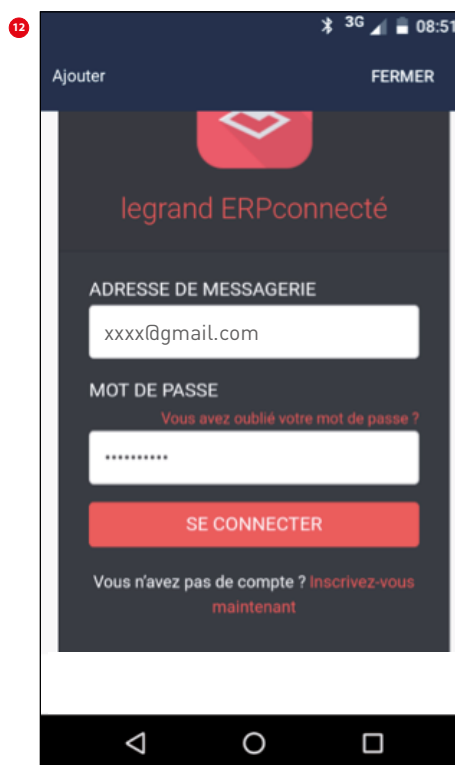 12
3G 08:51
Ajouter FERMER
legrand ERPconnecté
ADRESSE DE MESSAGERIE
xxxx@gmail.com
MOT DE PASSE
Vous avez oublié votre mot de passe ?
••••••••••
SE CONNECTER
Vous n'avez pas de compte ? Inscrivez-vous
maintenant